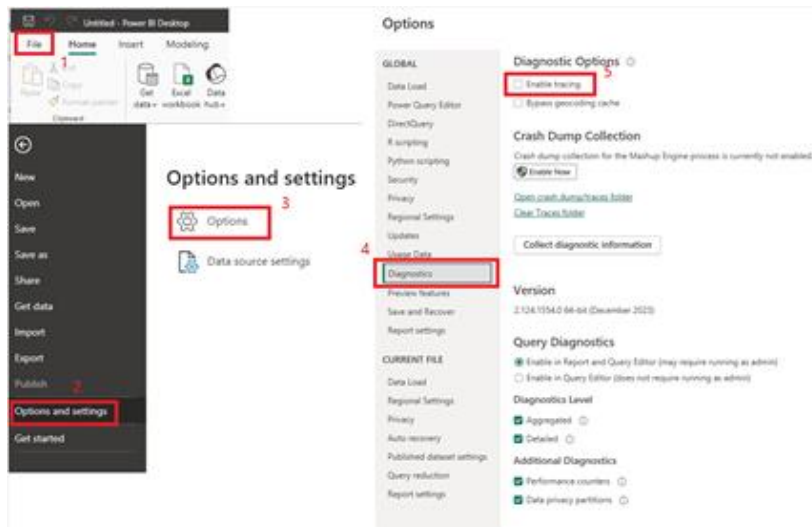 Untitled - Power BI Desktop
File Home Insert Modeling
1
Cut
Copy
Paste
Format painter
Clipboard
Get data
Excel workbook
Data hub
New
Open
Save
Save as
Share
Get data
Import
Export
Publish
2
Options and settings
Get started
Options and settings
3
Options
Data source settings
Options
GLOBAL
Data Load
Power Query Editor
DirectQuery
R scripting
Python scripting
Security
Privacy
Regional Settings
Updates
Usage Data
4
Diagnostics
Preview features
Save and Recover
Report settings
CURRENT FILE
Data Load
Regional Settings
Privacy
Auto recovery
Published dataset settings
Query reduction
Report settings
Diagnostic Options
5
Enable tracing
Bypass geocoding cache
Crash Dump Collection
Crash dump collection for the Mashup Engine process is currently not enabled
Enable Now
Open crash dump/traces folder
Clear Traces folder
Collect diagnostic information
Version
2.124.1554.0 64-bit (December 2023)
Query Diagnostics
Enable in Report and Query Editor (may require running as admin)
Enable in Query Editor (does not require running as admin)
Diagnostics Level
Aggregated
Detailed
Additional Diagnostics
Performance counters
Data privacy partitions